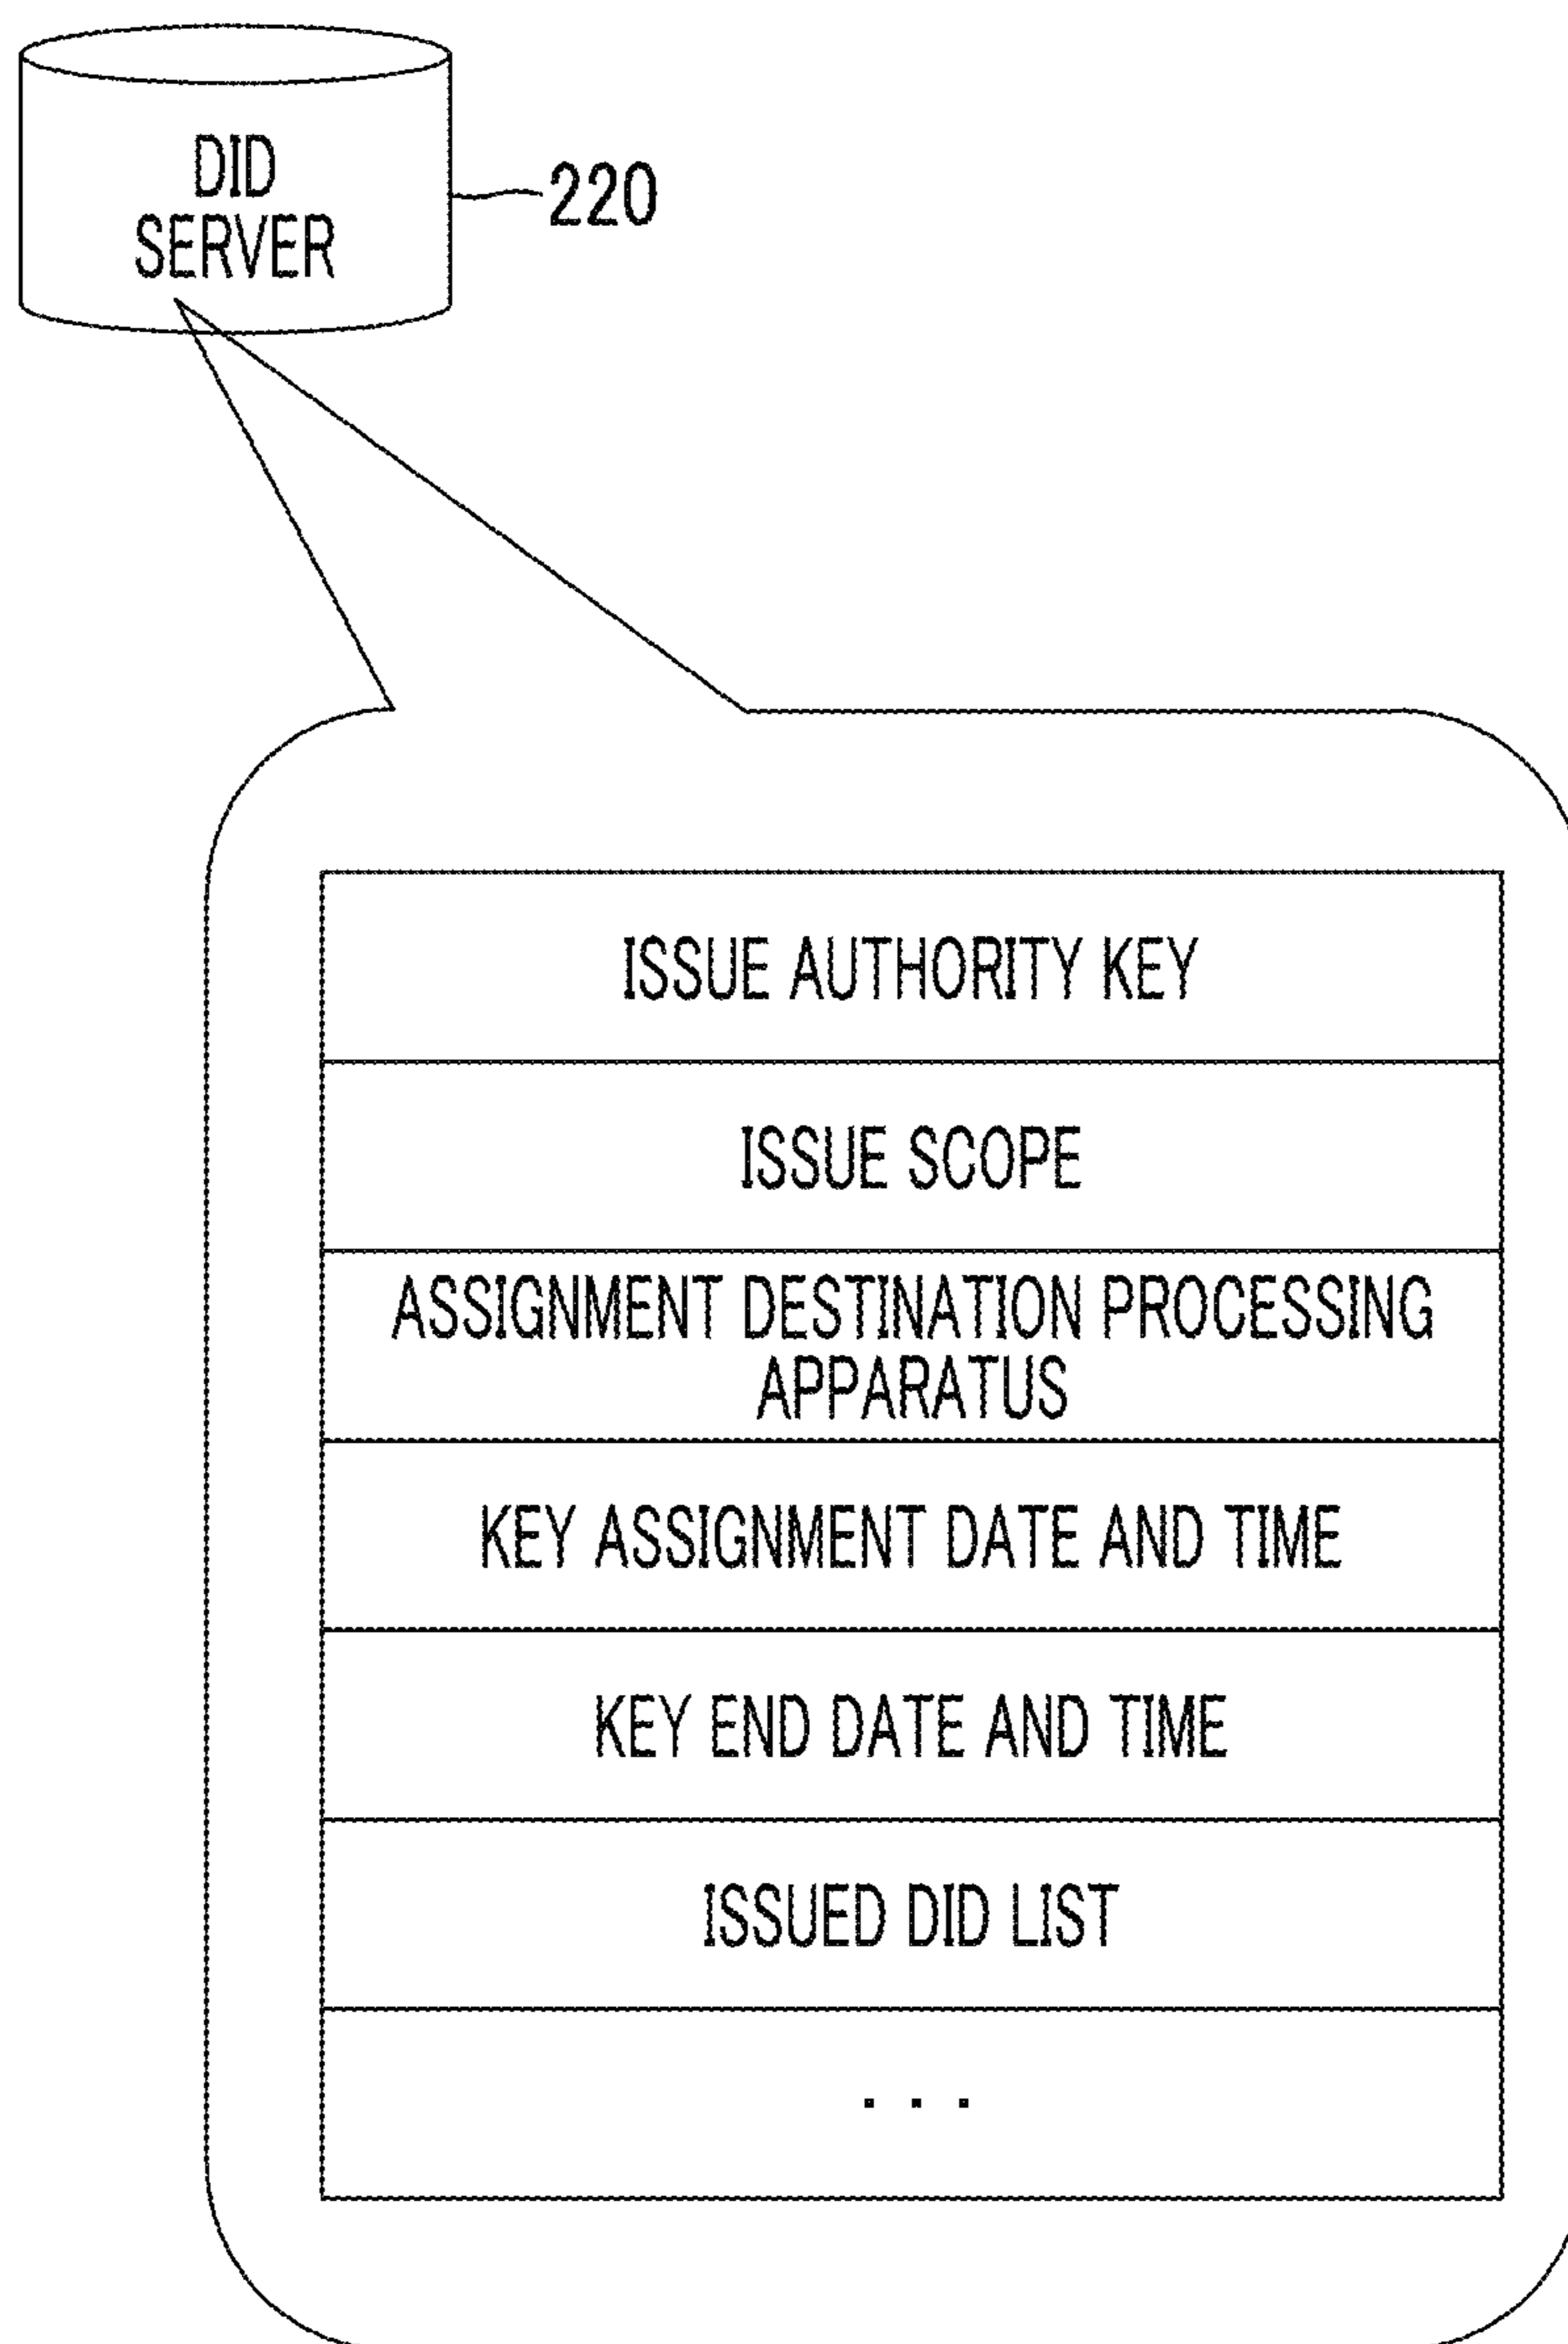 DID
SERVER
220
ISSUE AUTHORITY KEY
ISSUE SCOPE
ASSIGNMENT DESTINATION PROCESSING
APPARATUS
KEY ASSIGNMENT DATE AND TIME
KEY END DATE AND TIME
ISSUED DID LIST
. . .